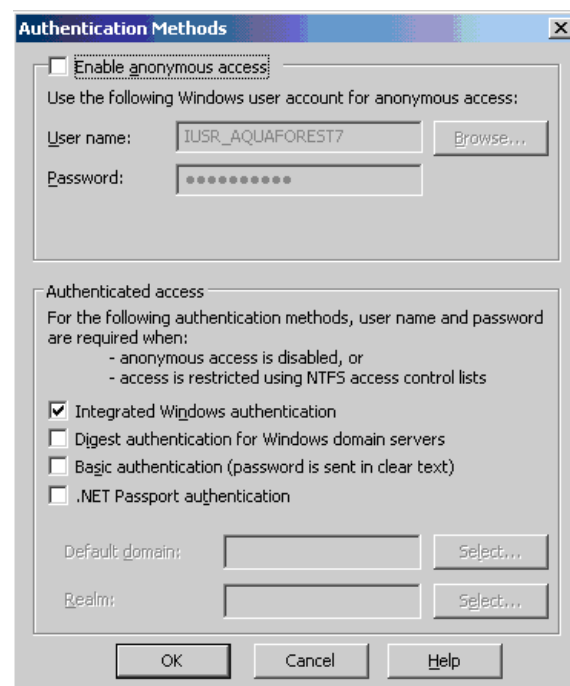 Authentication Methods
Enable anonymous access
Use the following Windows user account for anonymous access:
User name: IUSR_AQUAFOREST7 Browse...
Password: ●●●●●●●●●●
Authenticated access
For the following authentication methods, user name and password
are required when:
- anonymous access is disabled, or
- access is restricted using NTFS access control lists
Integrated Windows authentication
Digest authentication for Windows domain servers
Basic authentication (password is sent in clear text)
.NET Passport authentication
Default domain: Select...
Realm: Select...
OK Cancel Help